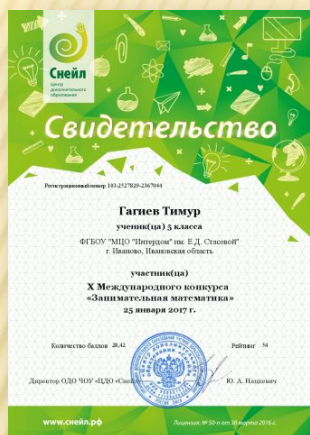 Снейл
Центр
дополнительного
образования
Свидетельство
Регистрационный номер 103-2527829-2367044
Гагиев Тимур
ученик(ца) 5 класса
ФГБОУ "МЦО "Интердом" им. Е.Д. Стасовой"
г. Иваново, Ивановская область
участник(ца)
X Международного конкурса
«Занимательная математика»
25 января 2017 г.
Количество баллов 28,42 Рейтинг 54
Директор ОДО ЧОУ «ЦДО «Снейл» Ю. А.
www.снейл.рф Лицензия: № 50-п от 30 марта 2016 г.